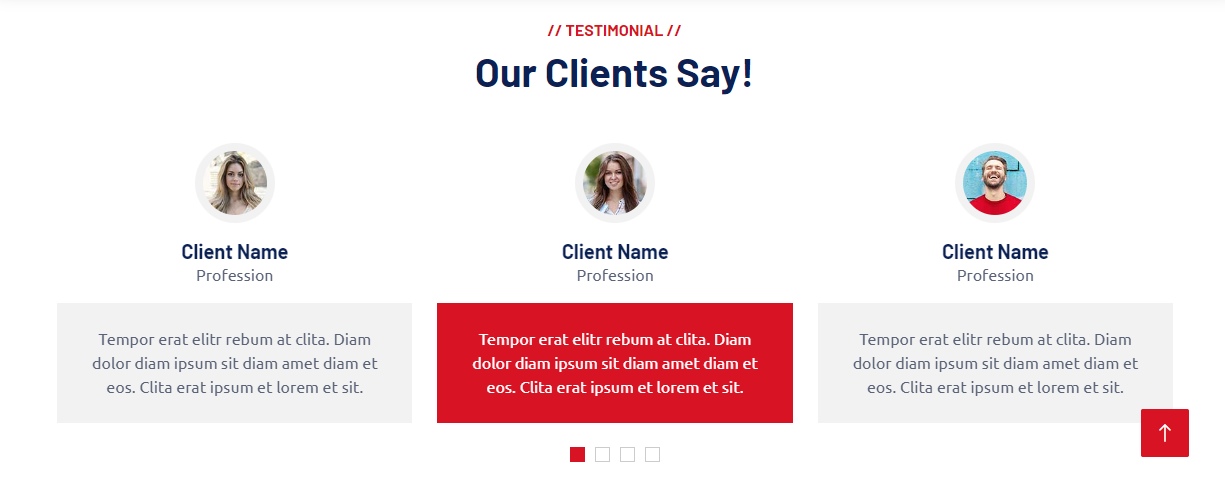 // TESTIMONIAL //
Our Clients Say!
Client Name
Profession
Tempor erat elitr rebum at clita. Diam
dolor diam ipsum sit diam amet diam et
eos. Clita erat ipsum et lorem et sit.
Client Name
Profession
Tempor erat elitr rebum at clita. Diam
dolor diam ipsum sit diam amet diam et
eos. Clita erat ipsum et lorem et sit.
Client Name
Profession
Tempor erat elitr rebum at clita. Diam
dolor diam ipsum sit diam amet diam et
eos. Clita erat ipsum et lorem et sit.